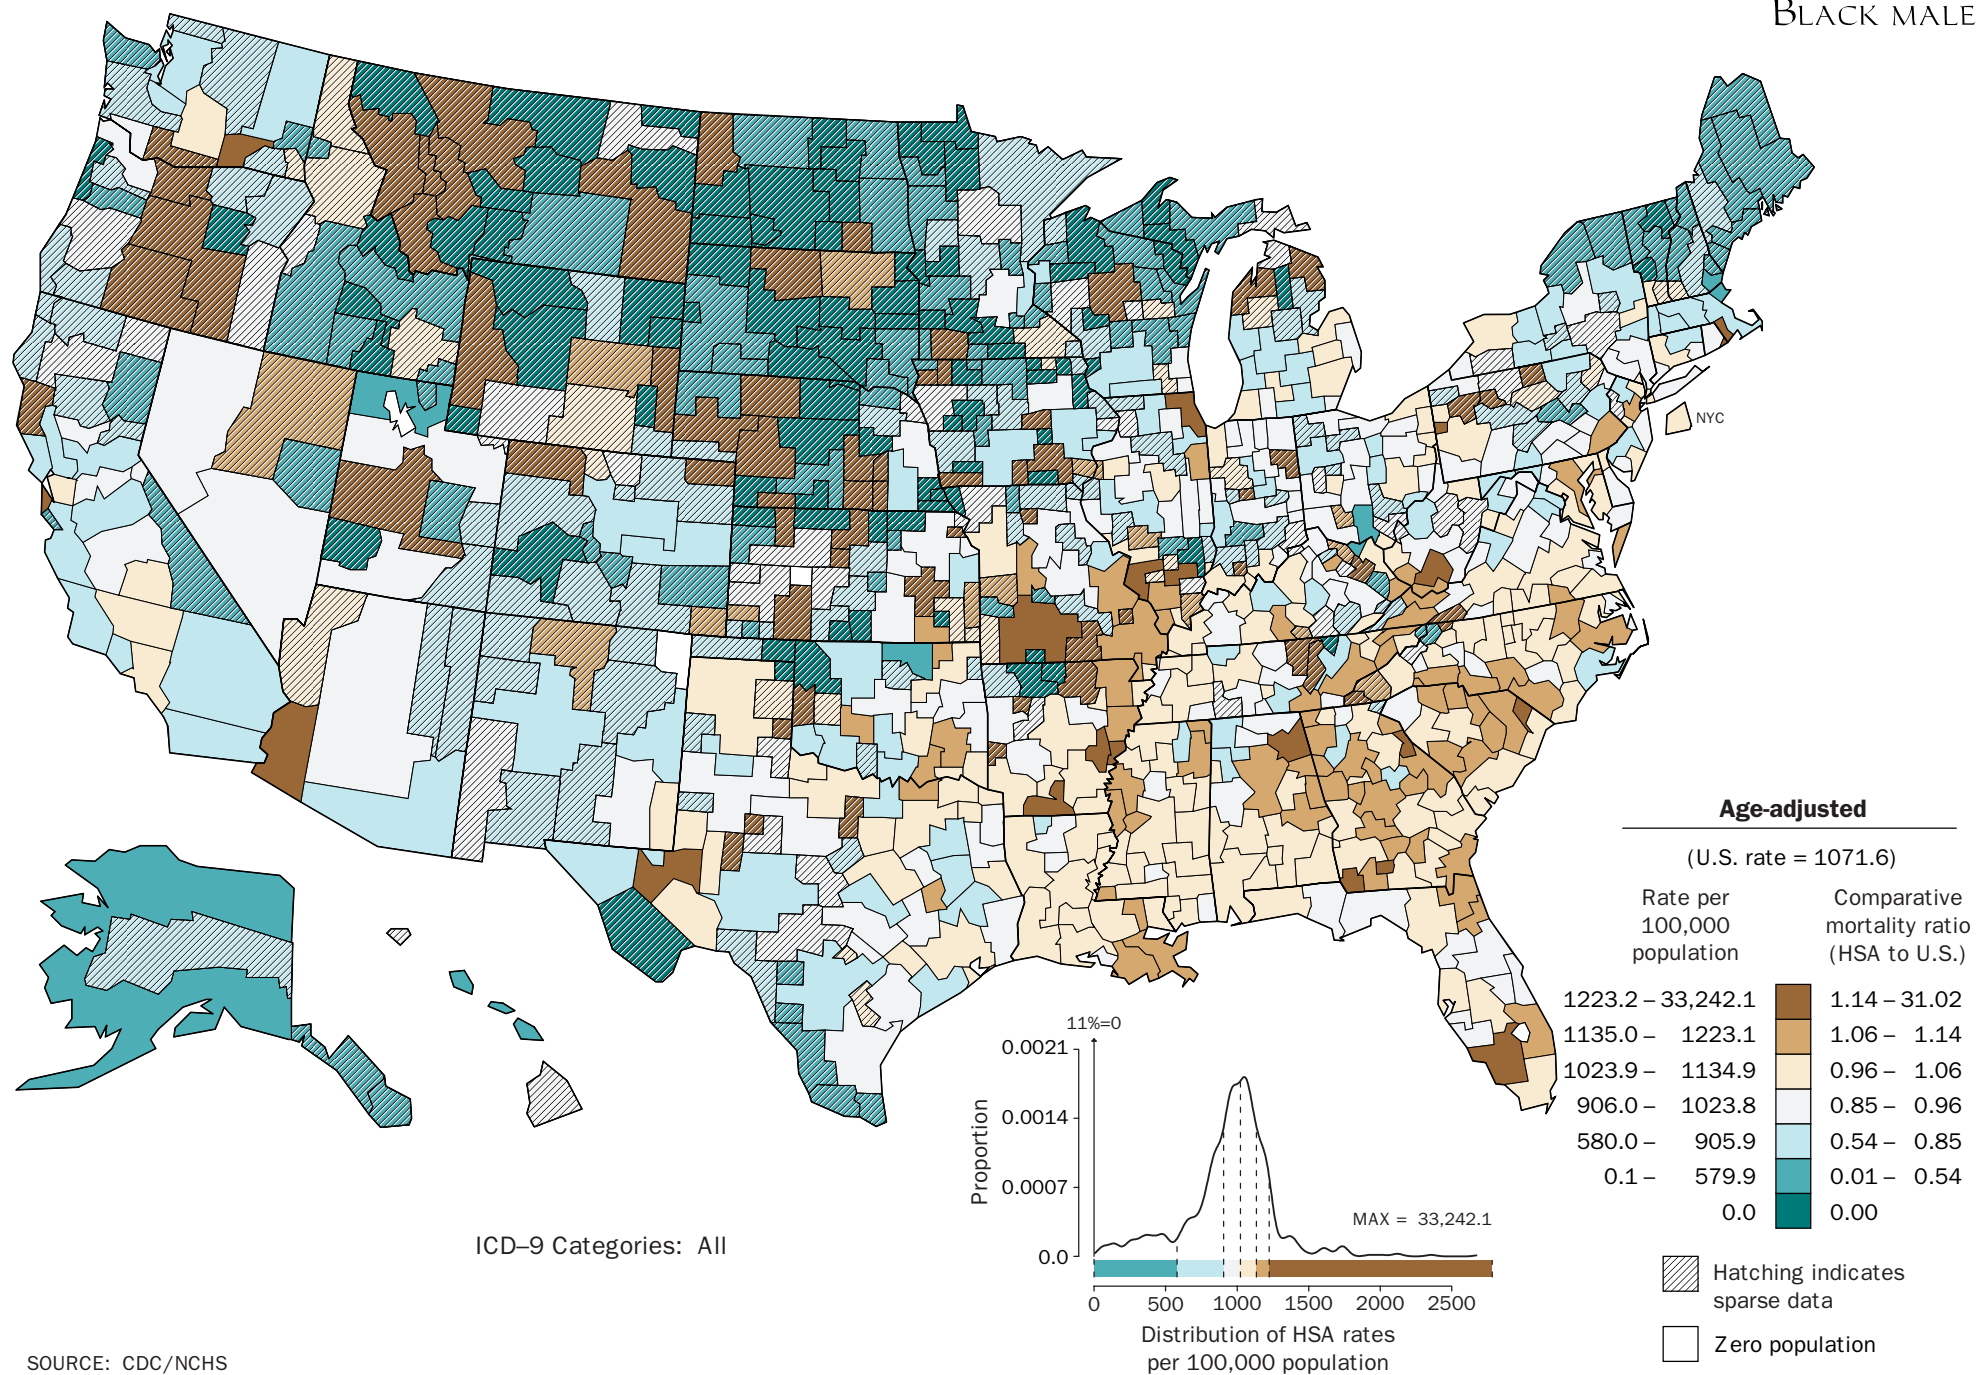 BLACK MALE
NYC
Age-adjusted
(U.S. rate = 1071.6)
Rate per 100,000 population
Comparative mortality ratio (HSA to U.S.)
1223.2 – 33,242.1 1.14 – 31.02
1135.0 – 1223.1 1.06 – 1.14
1023.9 – 1134.9 0.96 – 1.06
906.0 – 1023.8 0.85 – 0.96
580.0 – 905.9 0.54 – 0.85
0.1 – 579.9 0.01 – 0.54
0.0 0.00
Hatching indicates
sparse data
Zero population
11%=0
0.0021
0.0014
0.0007
0.0
Proportion
MAX = 33,242.1
0 500 1000 1500 2000 2500
Distribution of HSA rates
per 100,000 population
ICD–9 Categories: All
SOURCE: CDC/NCHS